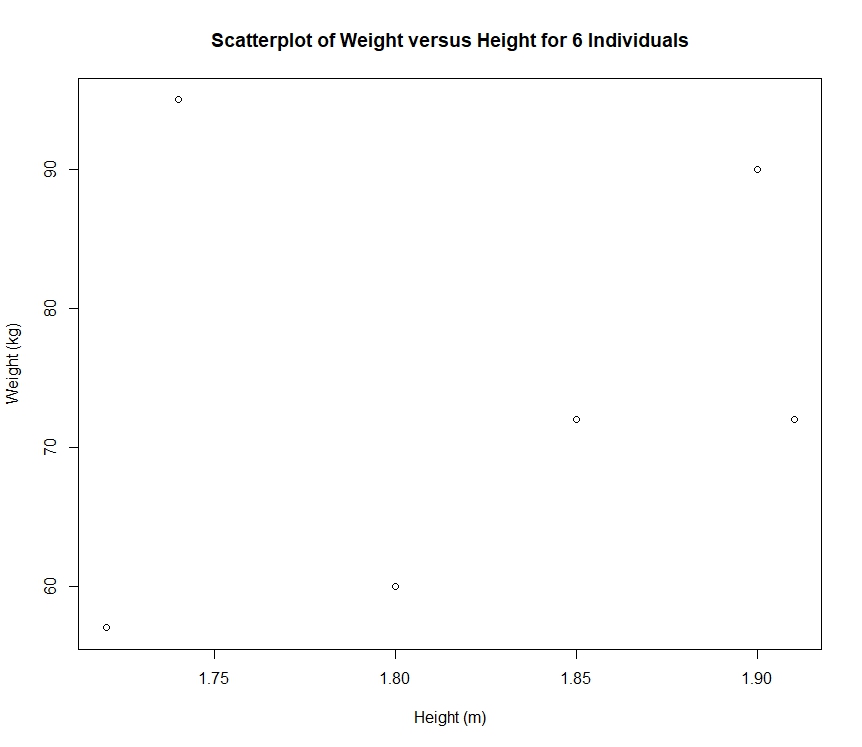 Scatterplot of Weight versus Height for 6 Individuals
90
80
70
60
Weight (kg)
1.75 1.80 1.85 1.90
Height (m)